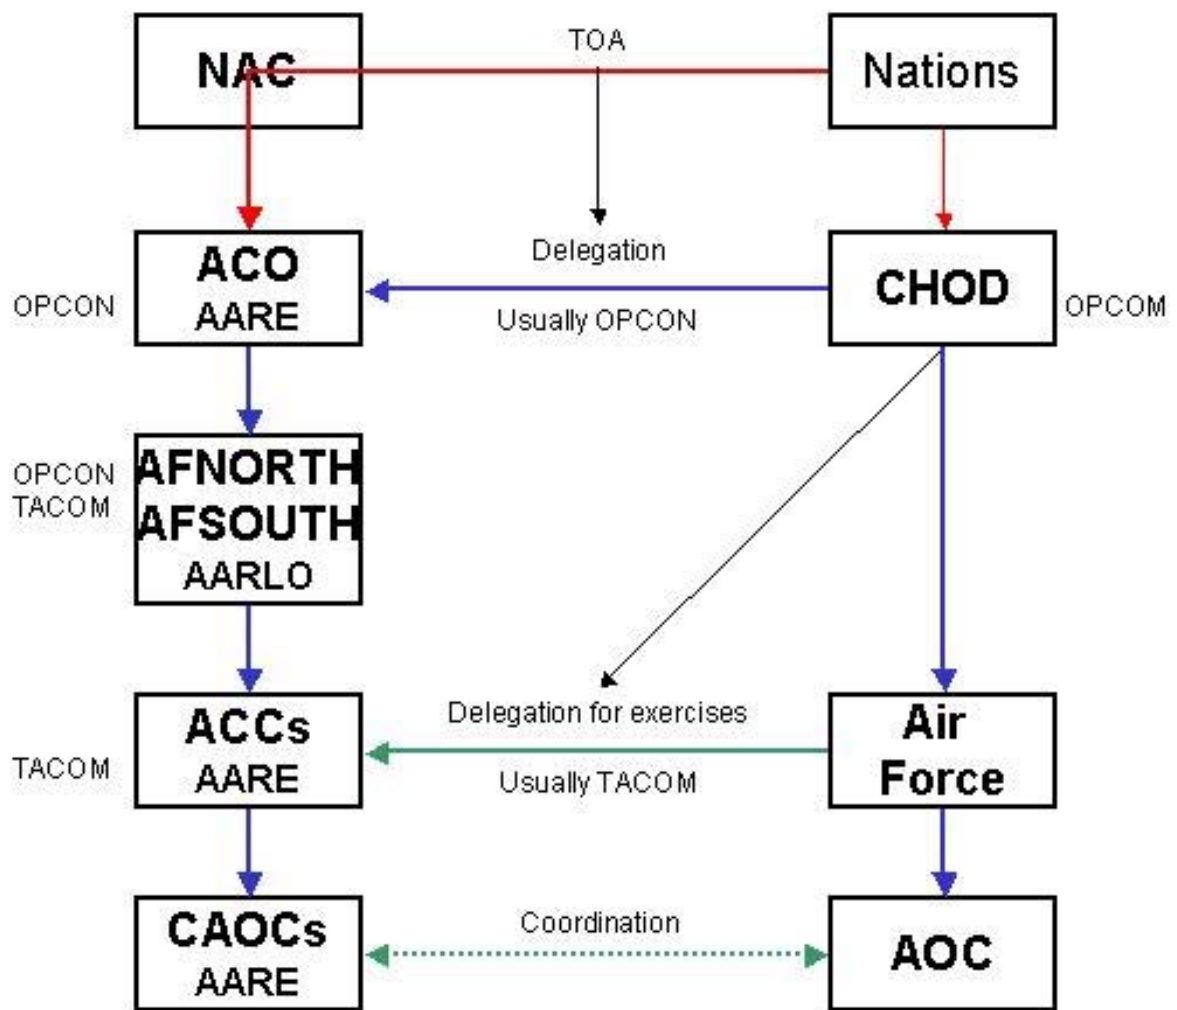 NAC
TOA
Nations
Delegation
ACO
AARE
OPCON
Usually OPCON
CHOD
OPCOM
OPCON
TACOM
AFNORTH
AFSOUTH
AARLO
ACCs
AARE
TACOM
Delegation for exercises
Usually TACOM
Air
Force
CAOCs
AARE
Coordination
AOC